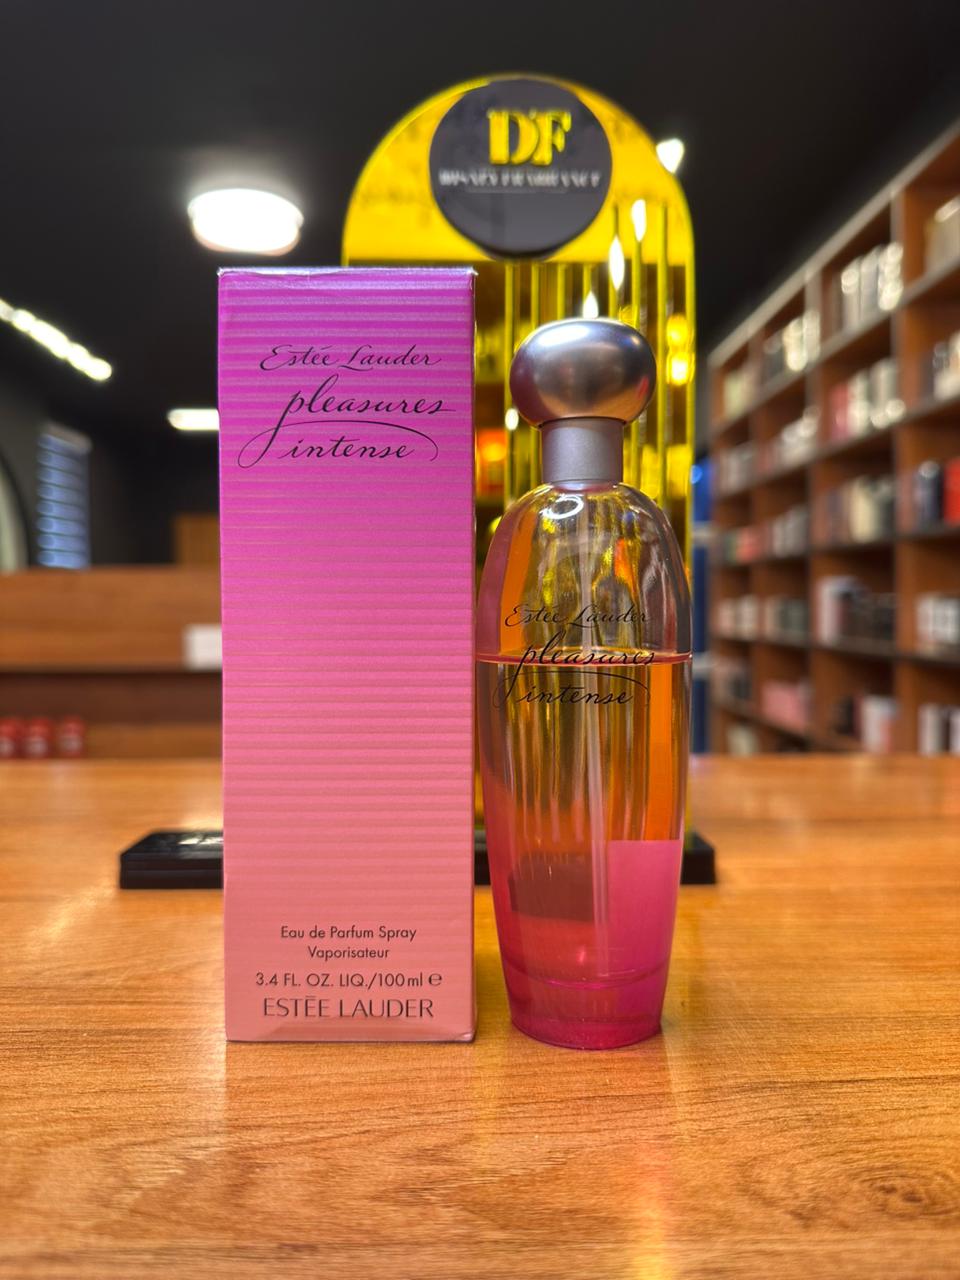 DF
Estée Lauder
pleasures
intense
Eau de Parfum Spray
Vaporisateur
3.4 FL. OZ. LIQ./100 ml ℮
ESTĒE LAUDER
Estée Lauder
pleasures
intense